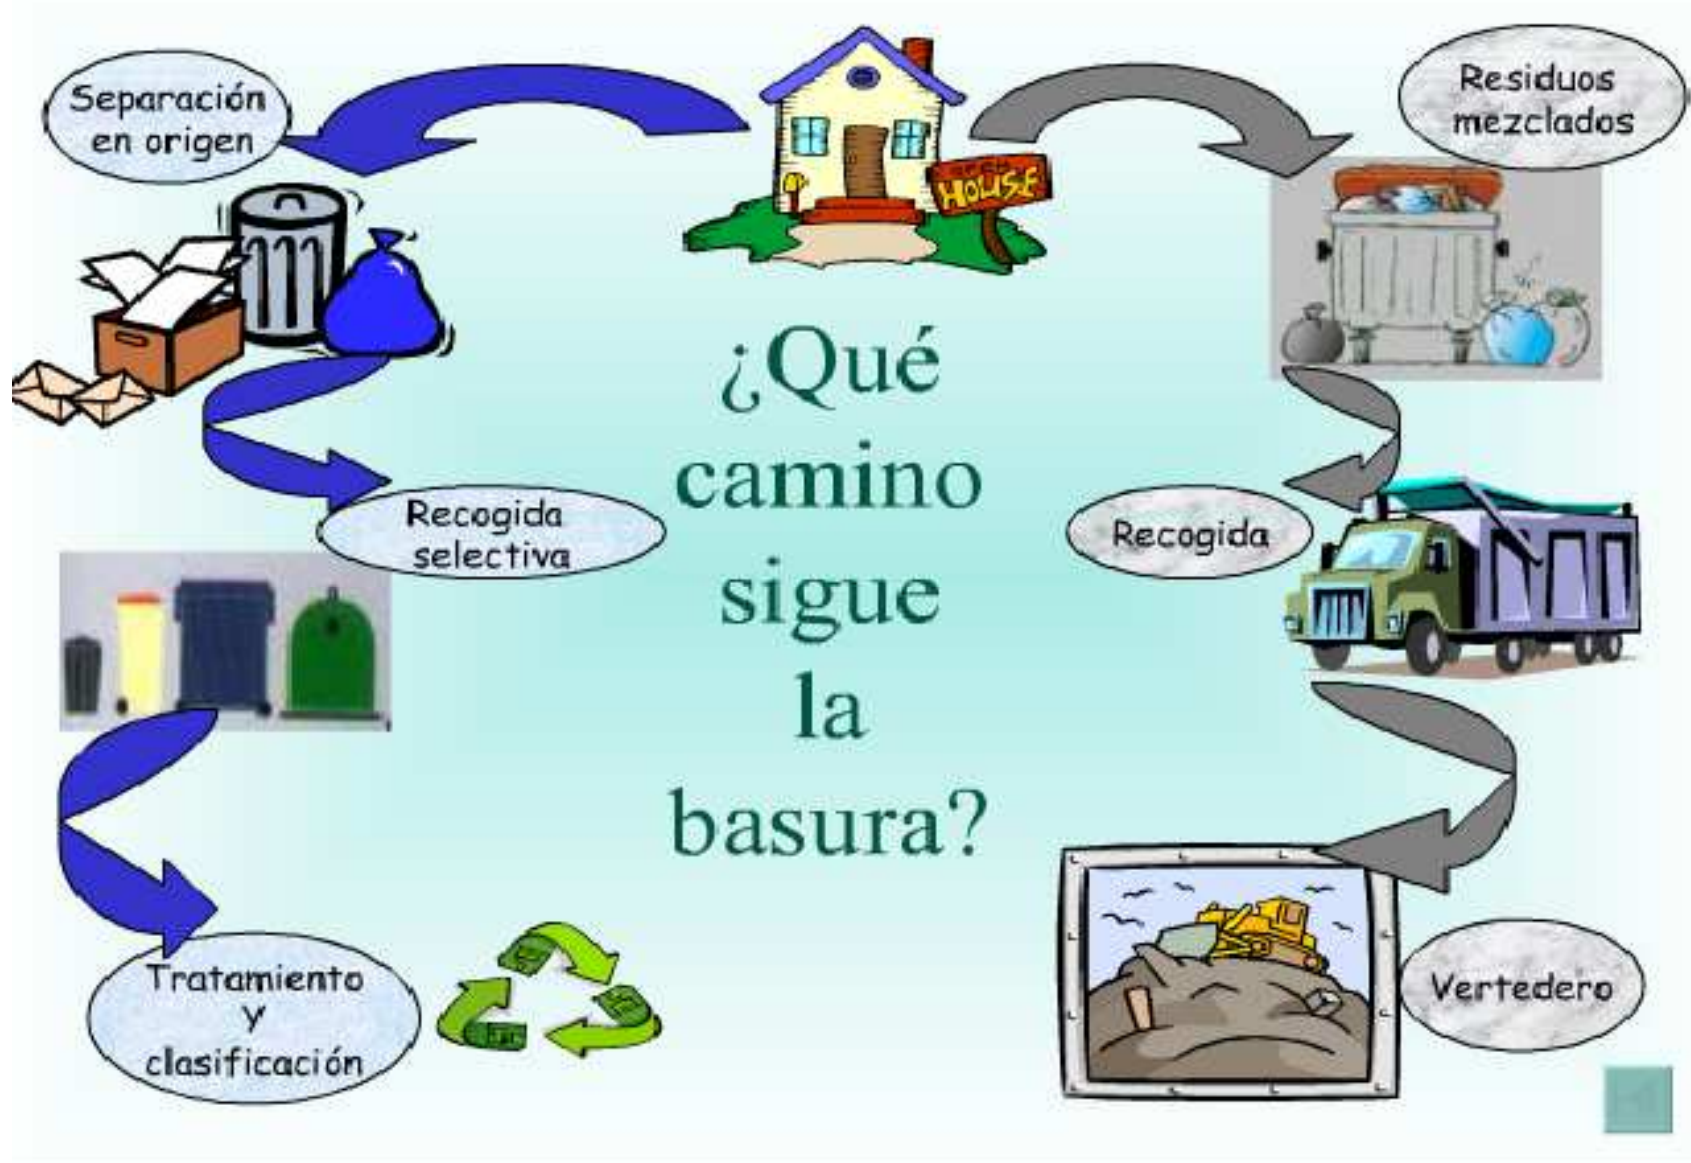 Separación
en origen
Residuos
mezclados
HOUSE
¿Qué
camino
sigue
la
basura?
Recogida
selectiva
Recogida
Tratamiento
y
clasificación
Vertedero